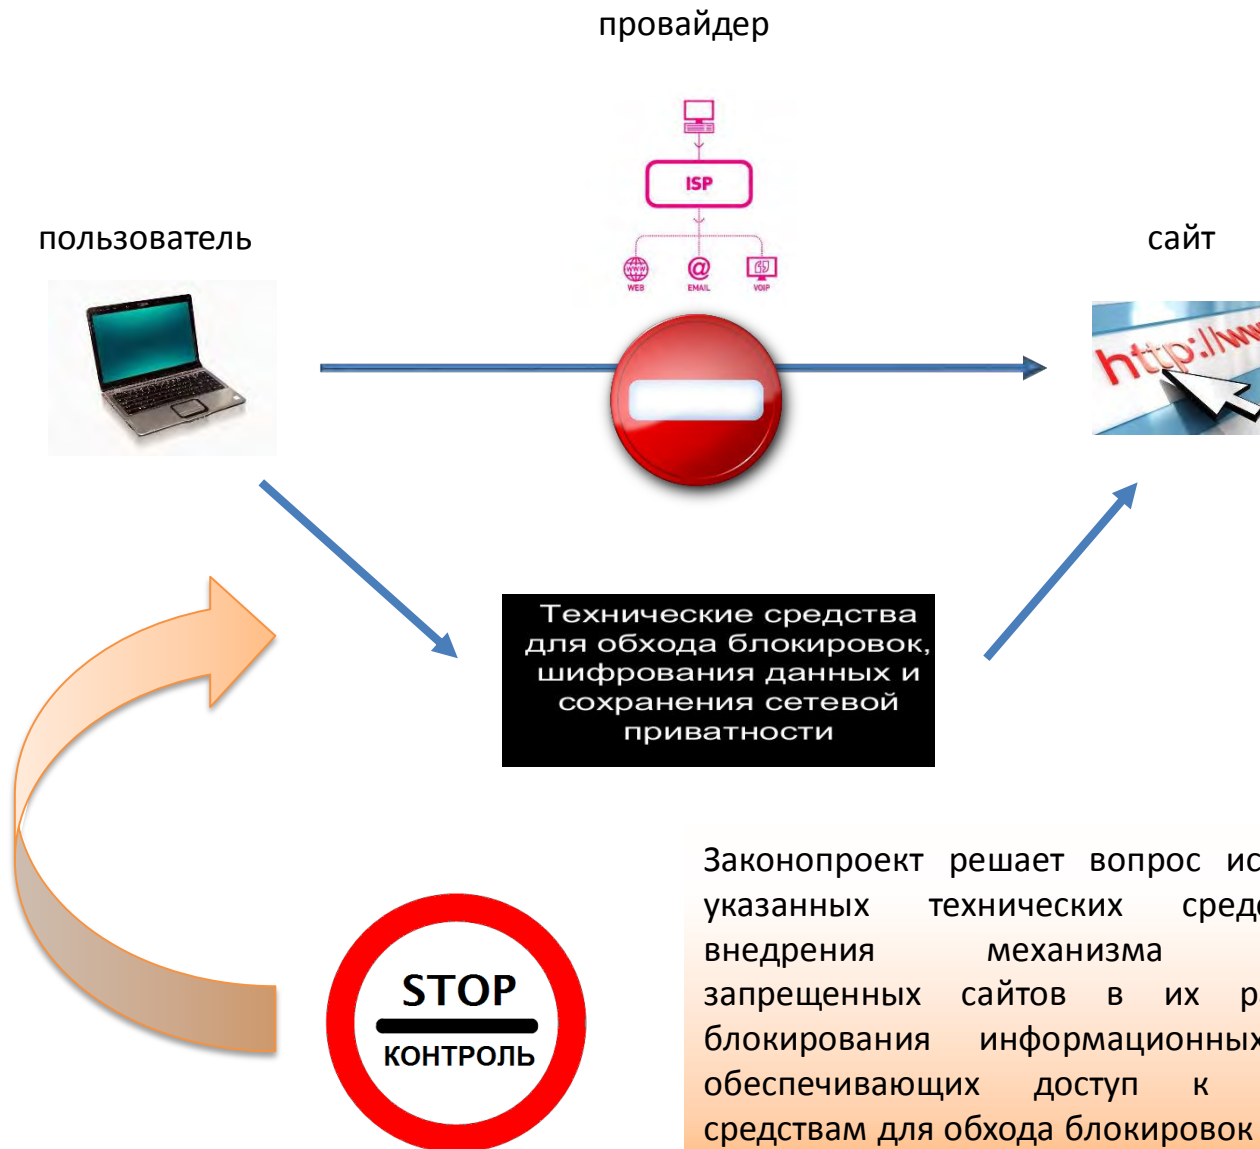 провайдер
ISP
WEB
EMAIL
VOIP
пользователь
сайт
http://ww
Технические средства
для обхода блокировок,
шифрования данных и
сохранения сетевой
приватности
STOP
КОНТРОЛЬ
Законопроект решает вопрос
указанных технических
внедрения механизма
запрещенных сайтов в их
блокирования информационных
обеспечивающих доступ к
средствам для обхода блокировок